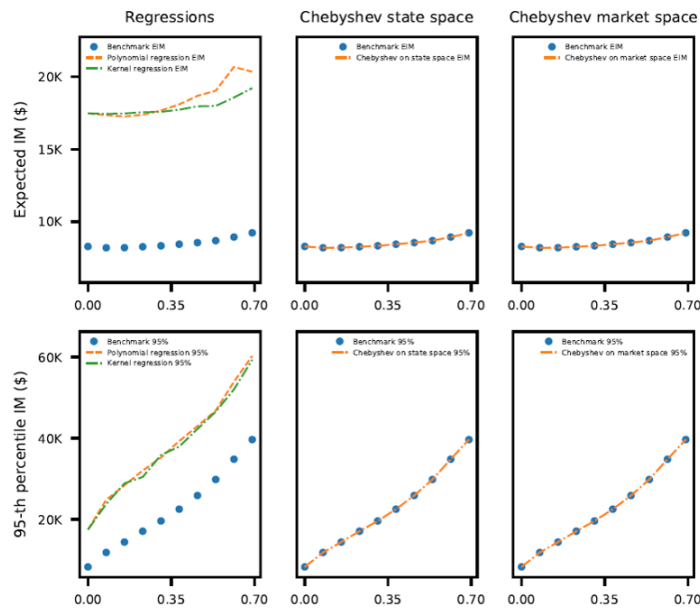 Regressions
Chebyshev state space
Chebyshev market space
Expected IM ($)
20K
15K
10K
Benchmark EIM
Polynomial regression EIM
Kernel regression EIM
Benchmark EIM
Chebyshev on state space EIM
Benchmark EIM
Chebyshev on market space EIM
0.00 0.35 0.70
0.00 0.35 0.70
0.00 0.35 0.70
95-th percentile IM ($)
60K
40K
20K
Benchmark 95%
Polynomial regression 95%
Kernel regression 95%
Benchmark 95%
Chebyshev on state space 95%
Benchmark 95%
Chebyshev on market space 95%
0.00 0.35 0.70
0.00 0.35 0.70
0.00 0.35 0.70